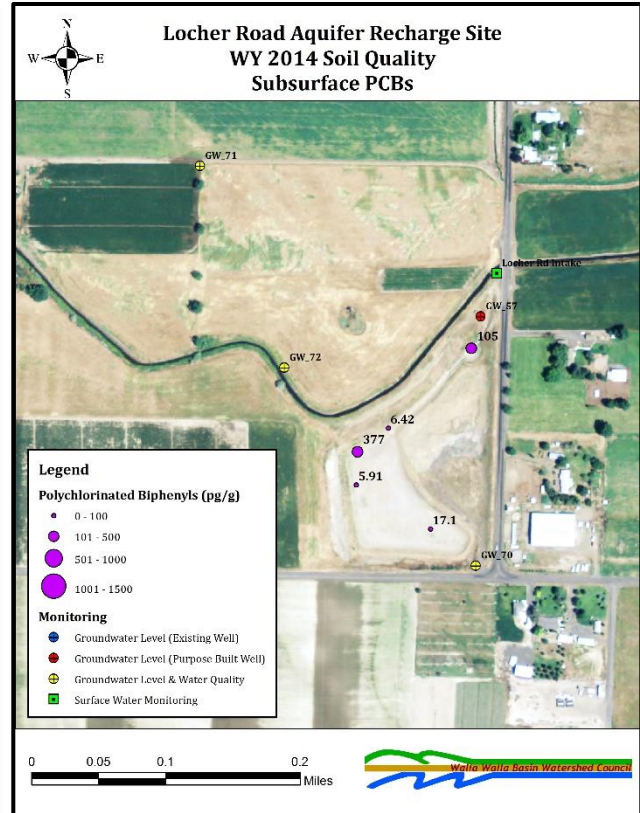 Locher Road Aquifer Recharge Site
WY 2014 Soil Quality
Subsurface PCBs
N
W E
S
GW_71
Locher Rd Intake
GW_57
105
GW_72
6.42
377
5.91
17.1
GW_70
Legend
Polychlorinated Biphenyls (pg/g)
0 - 100
101 - 500
501 - 1000
1001 - 1500
Monitoring
Groundwater Level (Existing Well)
Groundwater Level (Purpose Built Well)
Groundwater Level & Water Quality
Surface Water Monitoring
0 0.05 0.1 0.2
Miles
Walla Walla Basin Watershed Council